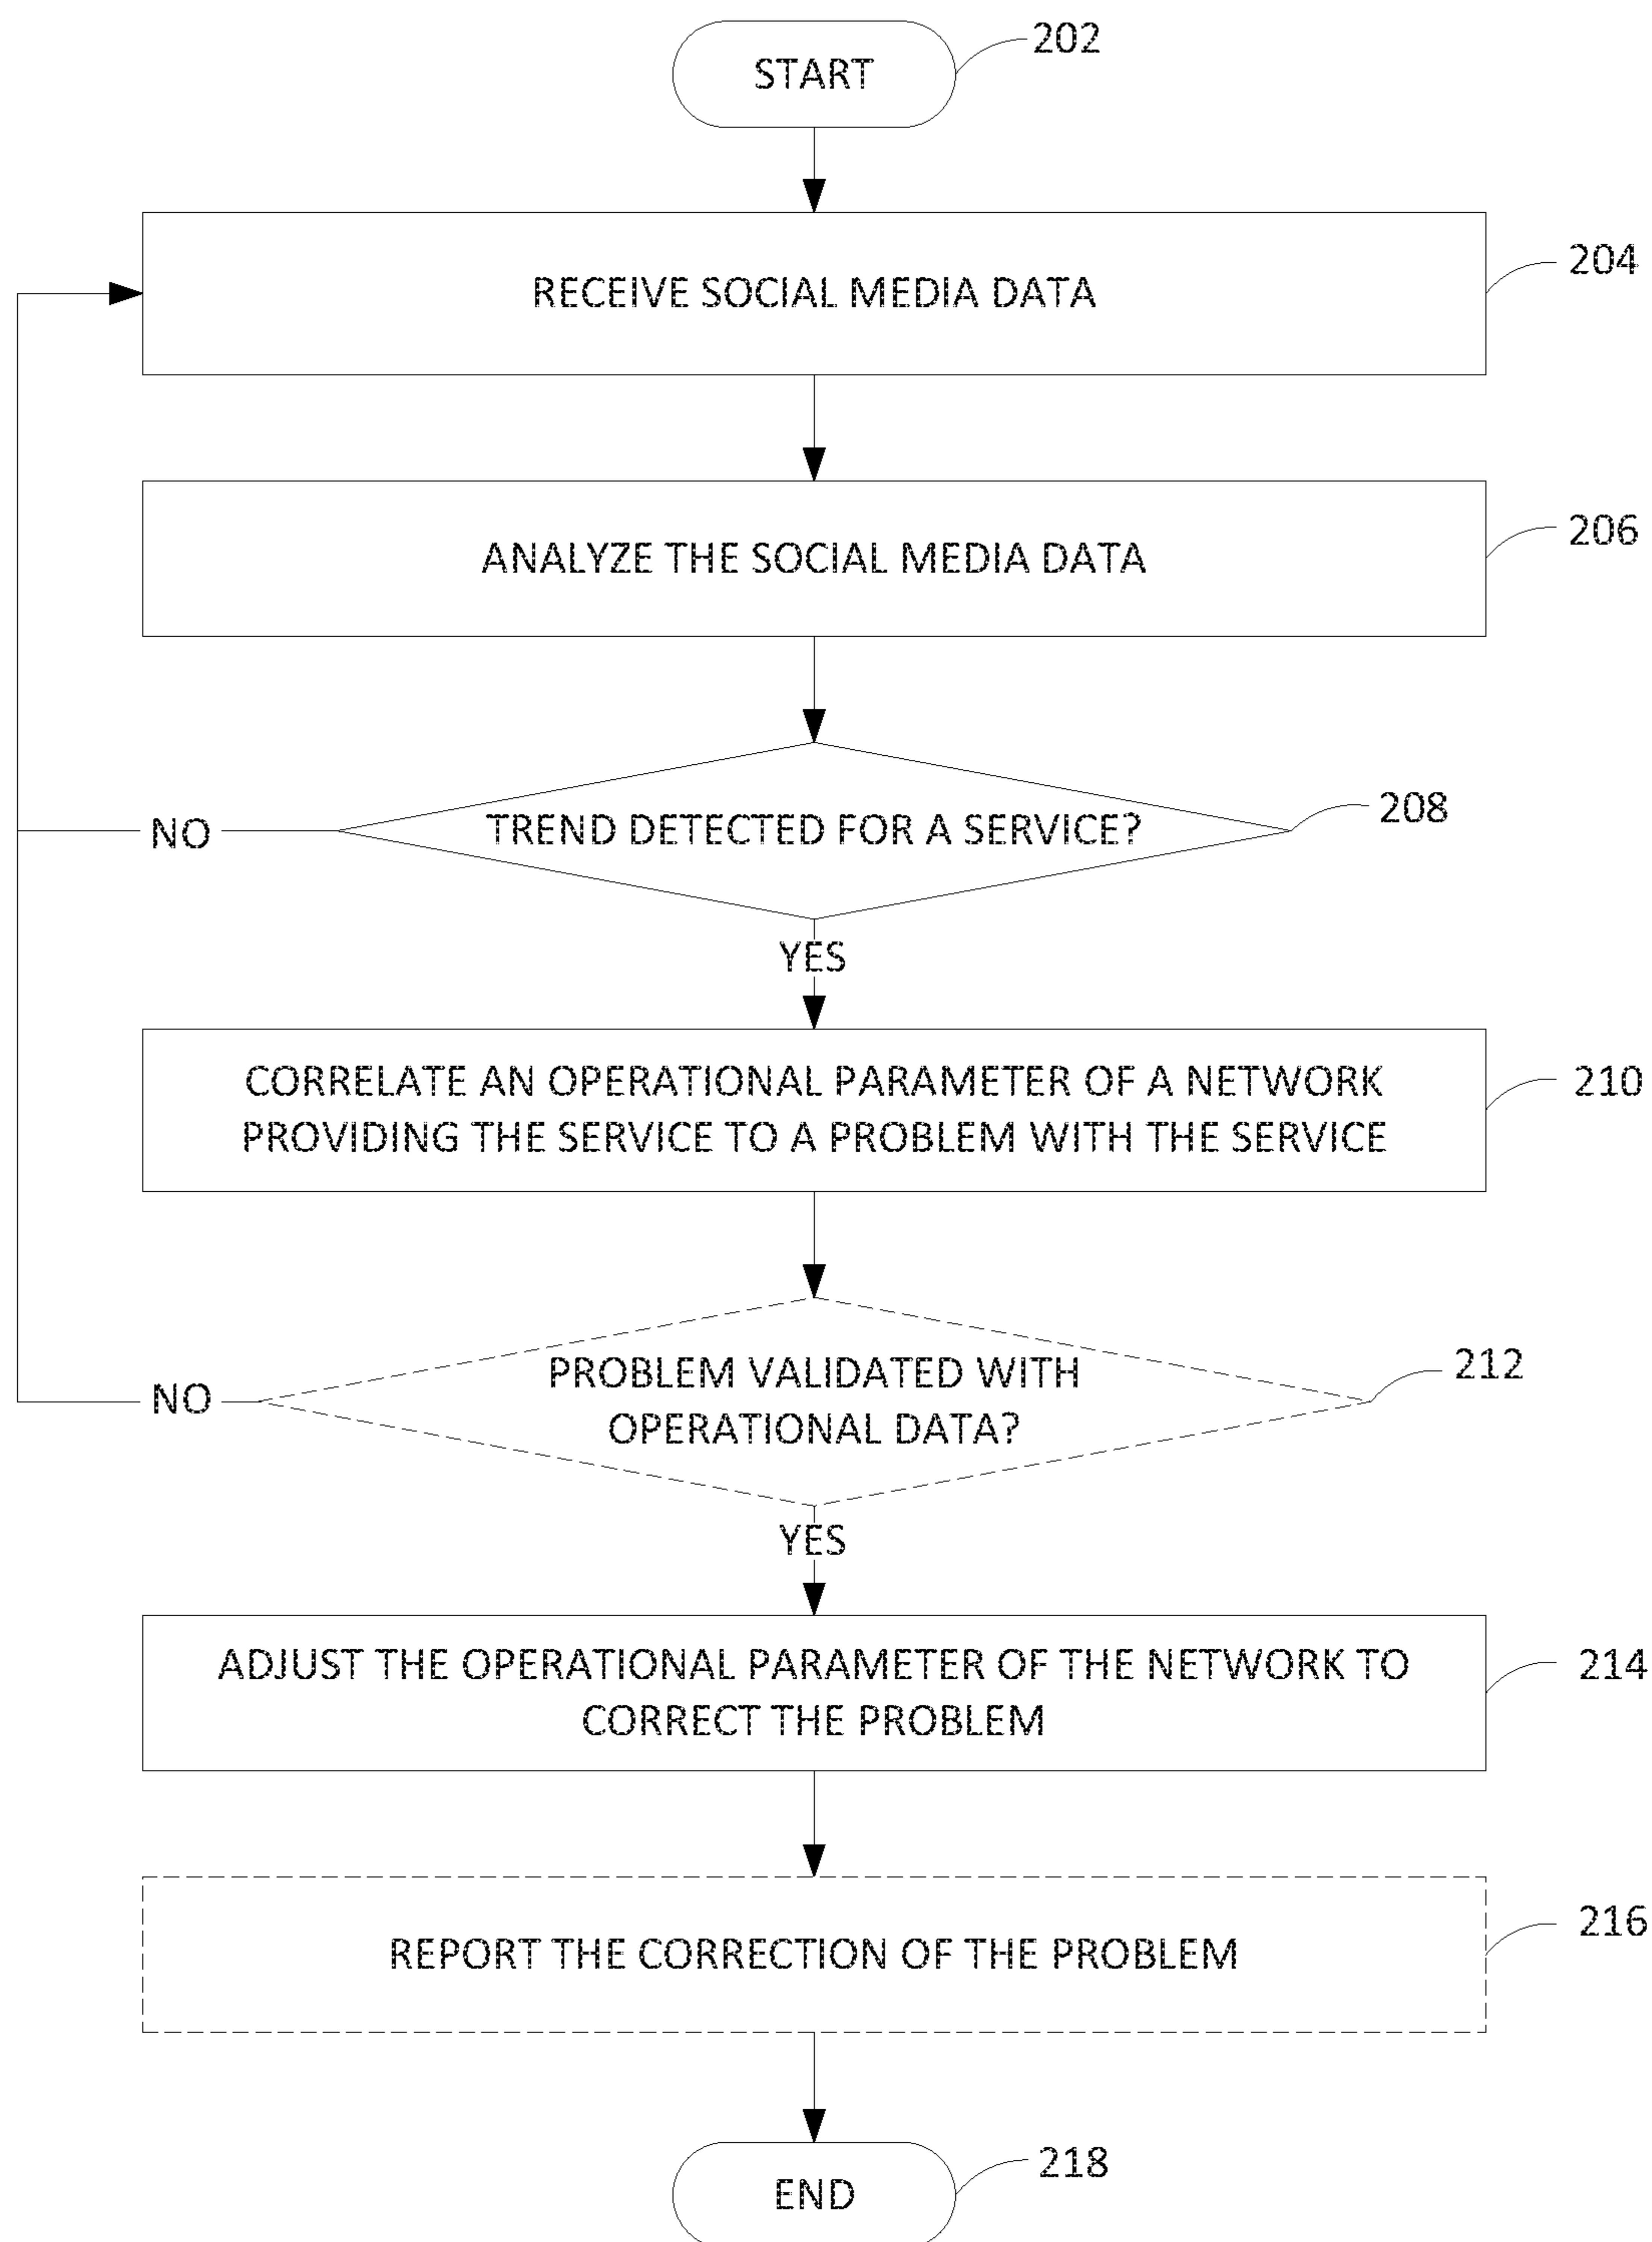 START
202
RECEIVE SOCIAL MEDIA DATA
204
ANALYZE THE SOCIAL MEDIA DATA
206
TREND DETECTED FOR A SERVICE?
208
NO
YES
CORRELATE AN OPERATIONAL PARAMETER OF A NETWORK
PROVIDING THE SERVICE TO A PROBLEM WITH THE SERVICE
210
PROBLEM VALIDATED WITH
OPERATIONAL DATA?
212
NO
YES
ADJUST THE OPERATIONAL PARAMETER OF THE NETWORK TO
CORRECT THE PROBLEM
214
REPORT THE CORRECTION OF THE PROBLEM
216
END
218